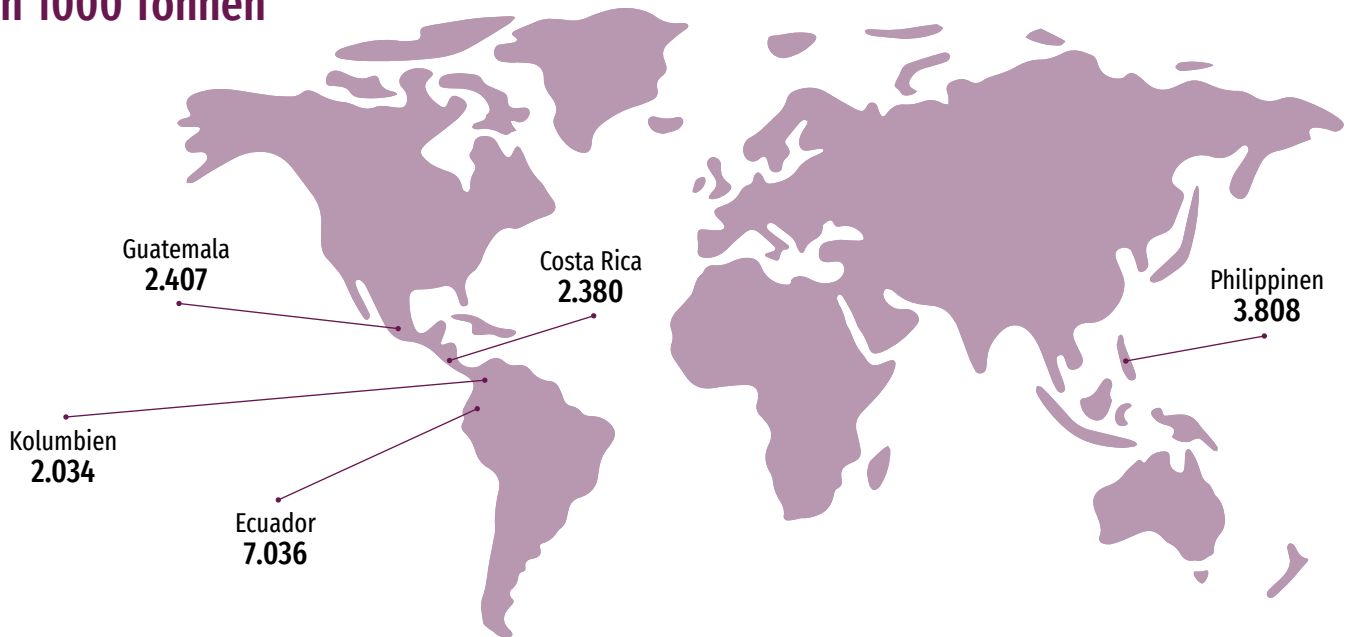 n 1000 Tonnen
Guatemala
2.407
Costa Rica
2.380
Philippinen
3.808
Kolumbien
2.034
Ecuador
7.036